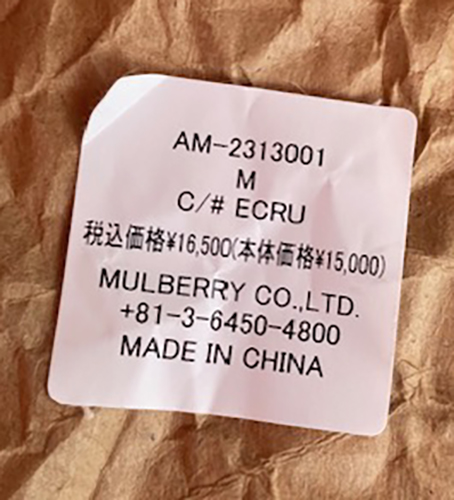 AM-2313001
M
C/# ECRU
税込価格¥16,500(本体価格¥15,000)
MULBERRY CO.,LTD.
+81-3-6450-4800
MADE IN CHINA